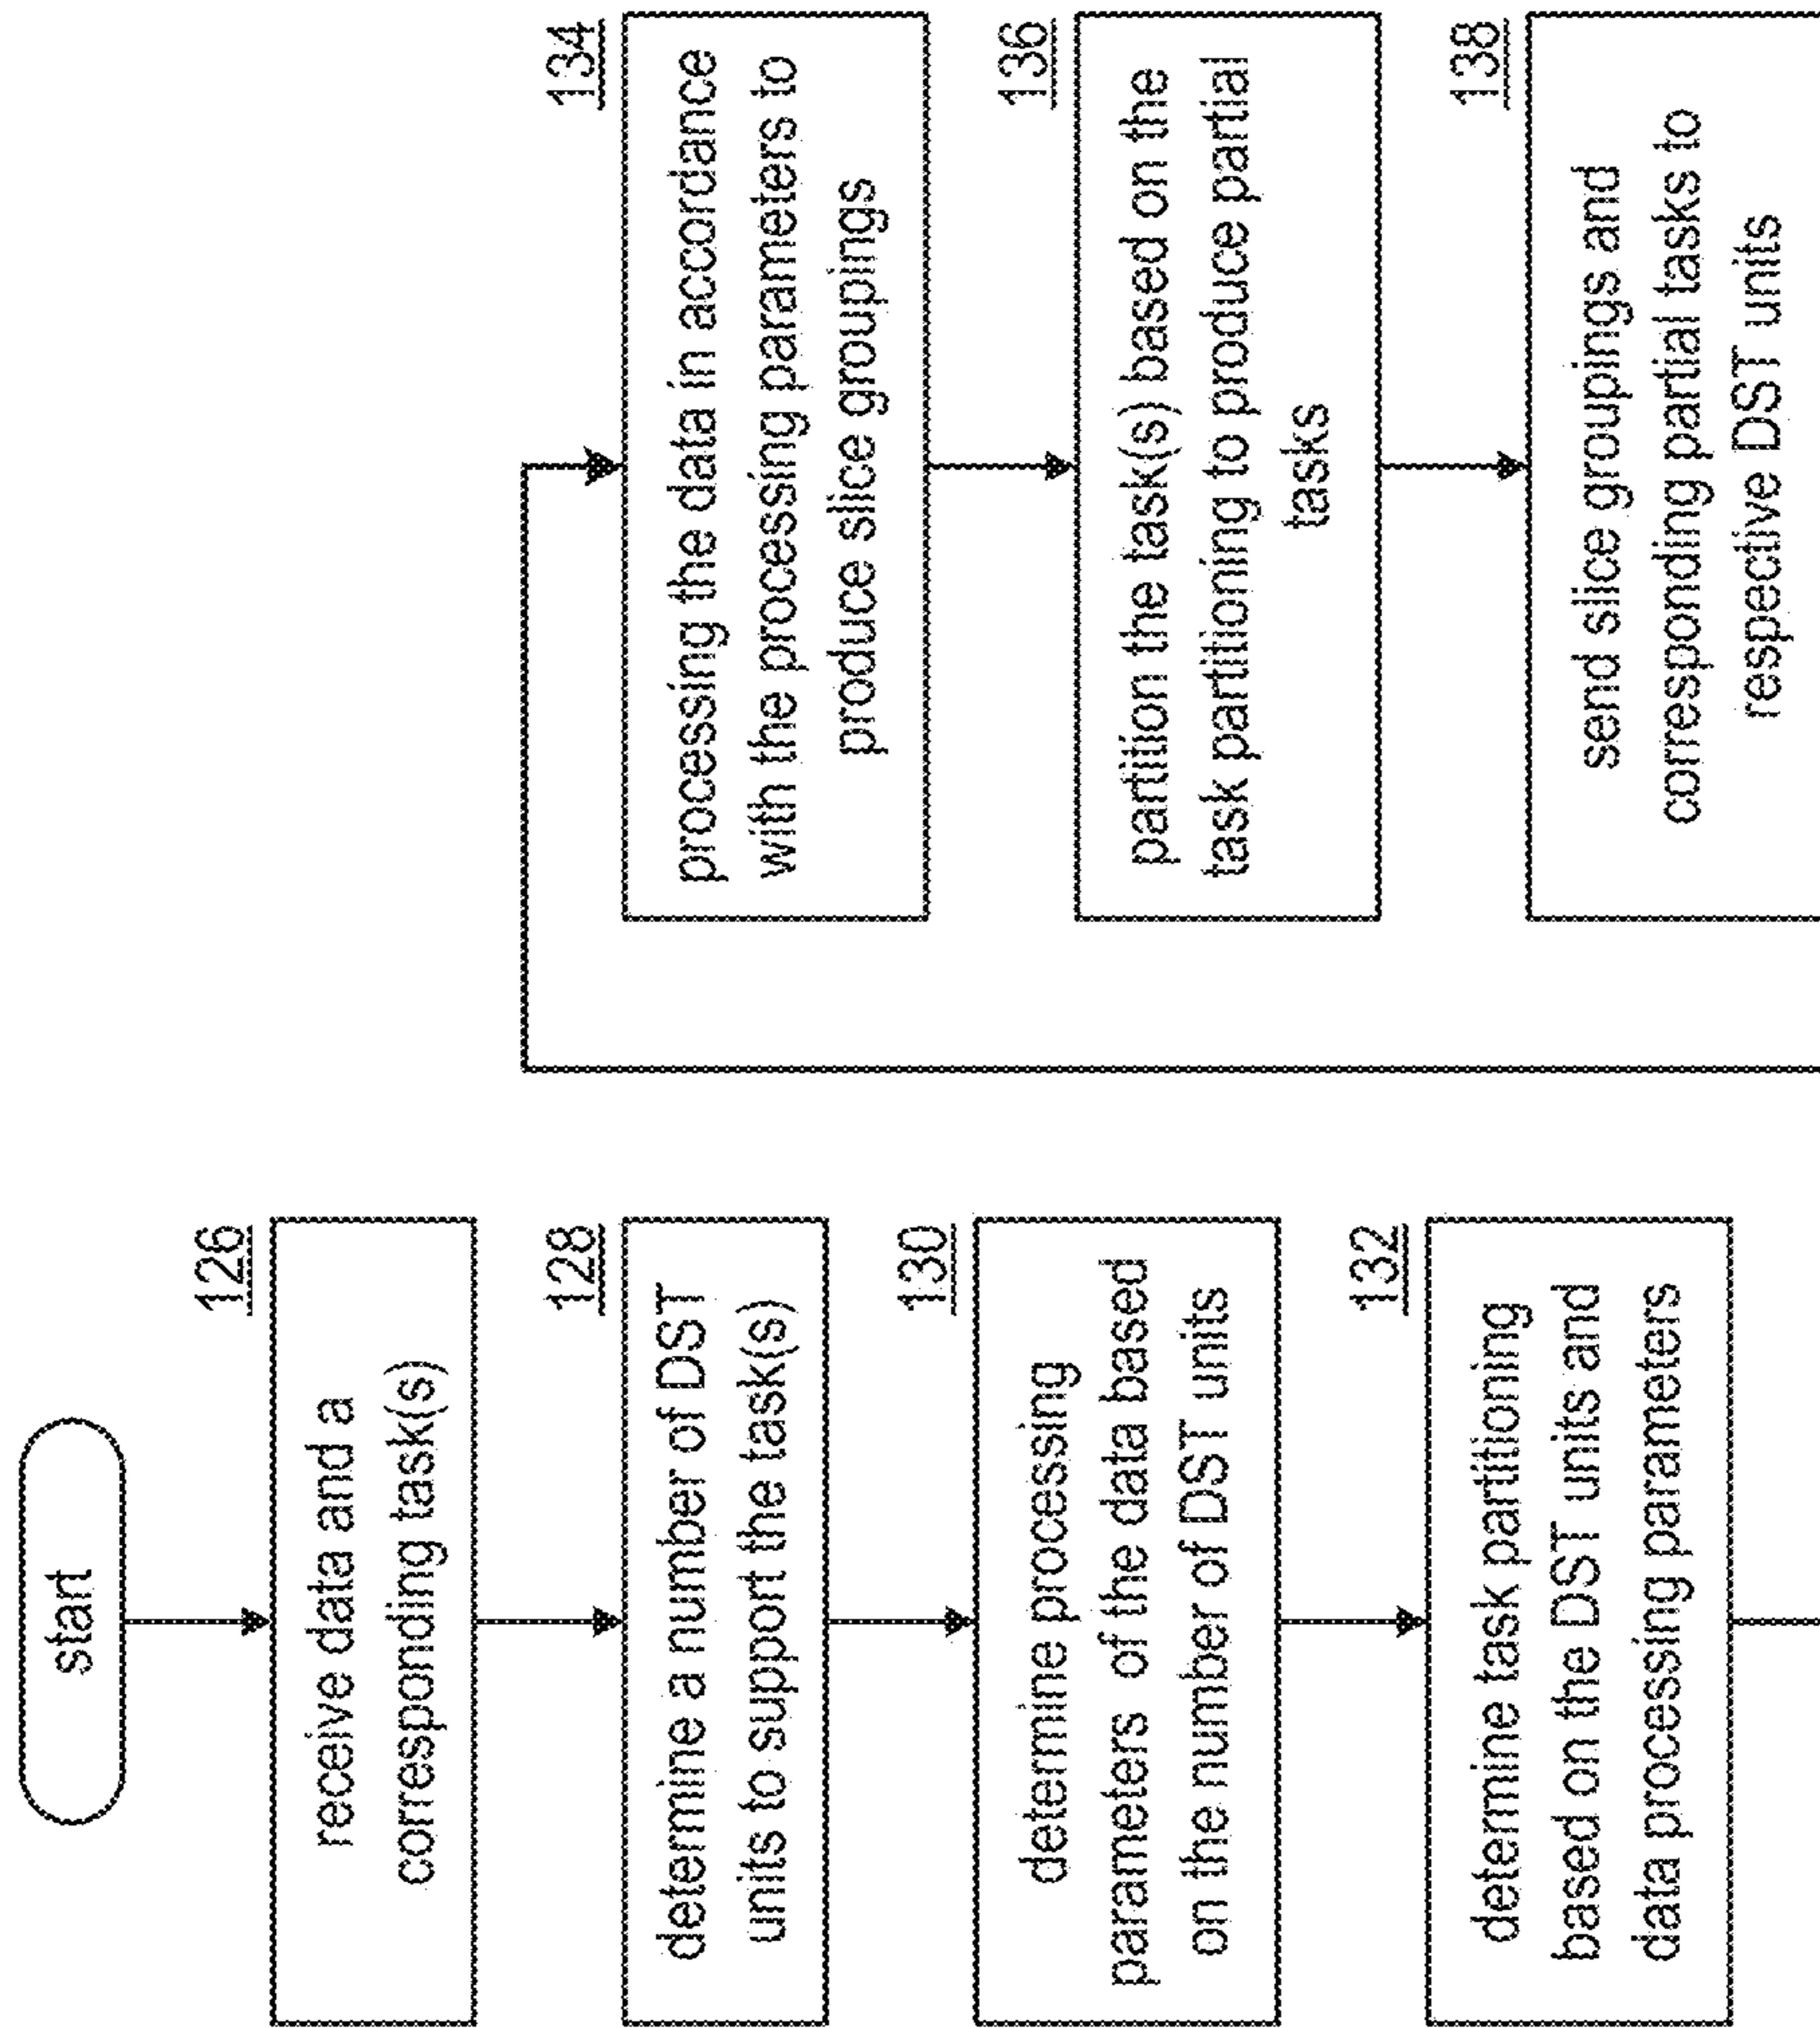 start
126
receive data and a
corresponding task(s)
128
determine a number of DST
units to support the task(s)
130
determine processing
parameters of the data based
on the number of DST units
132
determine task partitioning
based on the DST units and
data processing parameters
134
processing the data in accordance
with the processing parameters to
produce slice groupings
136
partition the task(s) based on the
task partitioning to produce partial
tasks
138
send slice groupings and
corresponding partial tasks to
respective DST units